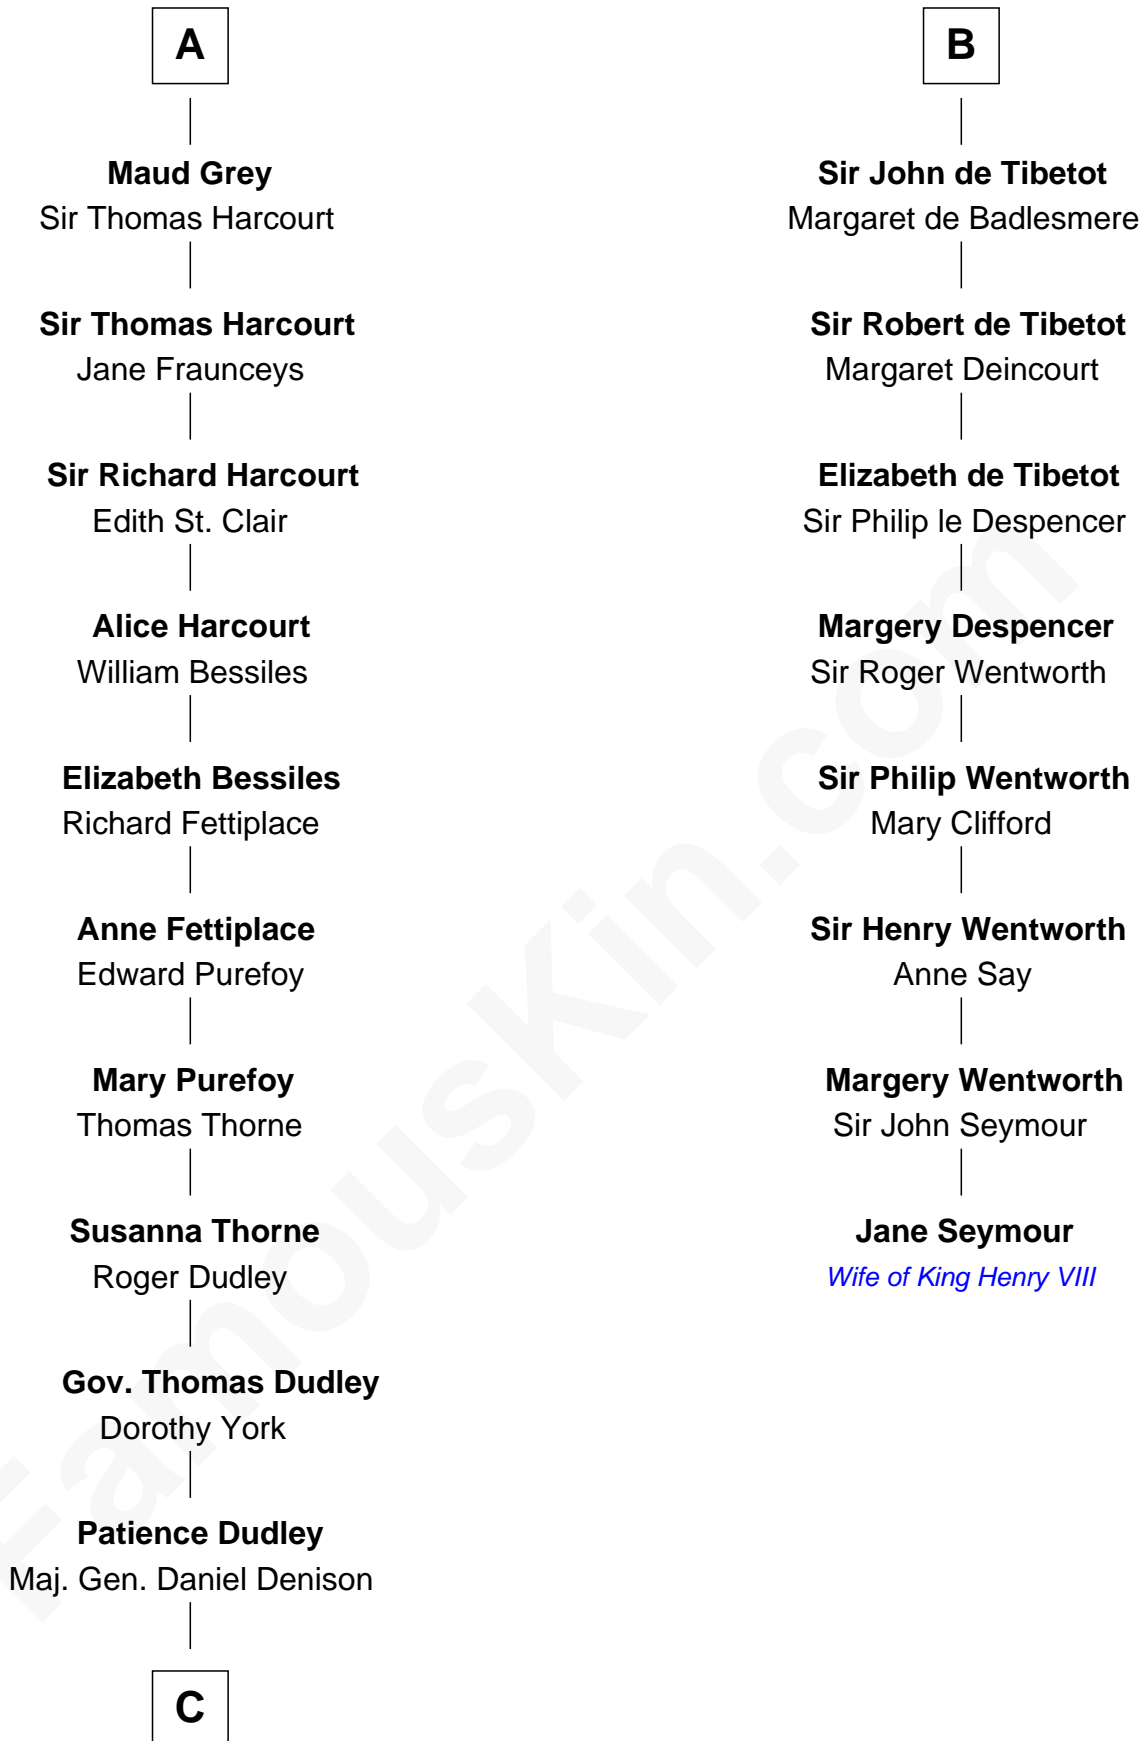 A
Maud Grey
Sir Thomas Harcourt
Sir Thomas Harcourt
Jane Fraunceys
Sir Richard Harcourt
Edith St. Clair
Alice Harcourt
William Bessiles
Elizabeth Bessiles
Richard Fettiplace
Anne Fettiplace
Edward Purefoy
Mary Purefoy
Thomas Thorne
Susanna Thorne
Roger Dudley
Gov. Thomas Dudley
Dorothy York
Patience Dudley
Maj. Gen. Daniel Denison
C
B
Sir John de Tibetot
Margaret de Badlesmere
Sir Robert de Tibetot
Margaret Deincourt
Elizabeth de Tibetot
Sir Philip le Despencer
Margery Despencer
Sir Roger Wentworth
Sir Philip Wentworth
Mary Clifford
Sir Henry Wentworth
Anne Say
Margery Wentworth
Sir John Seymour
Jane Seymour
Wife of King Henry VIII
FamousKin.com